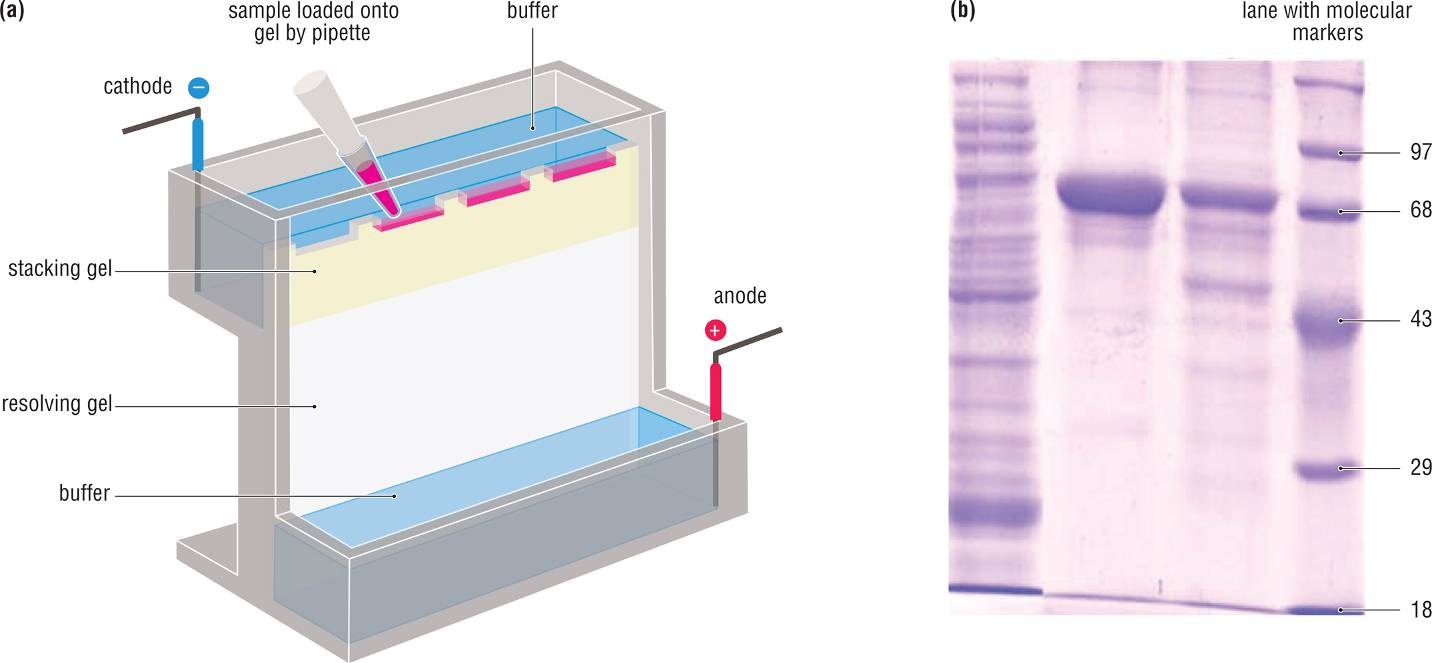 (a)
sample loaded onto
gel by pipette
buffer
cathode
−
stacking gel
anode
+
resolving gel
buffer
(b)
lane with molecular
markers
97
68
43
29
18